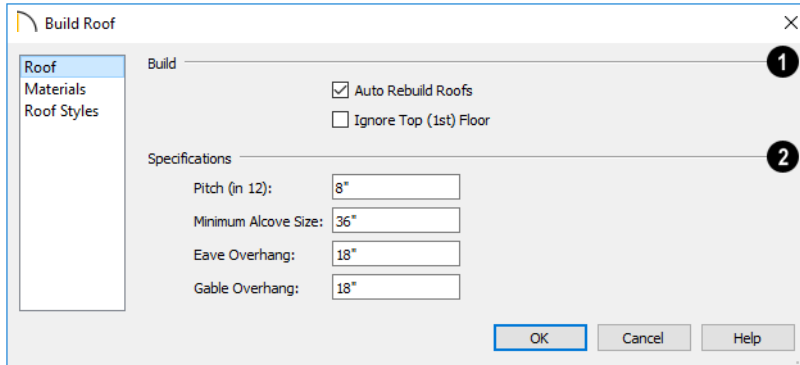 Build Roof
Roof
Materials
Roof Styles
Build
1
Auto Rebuild Roofs
Ignore Top (1st) Floor
Specifications
2
Pitch (in 12): 8"
Minimum Alcove Size: 36"
Eave Overhang: 18"
Gable Overhang: 18"
OK Cancel Help